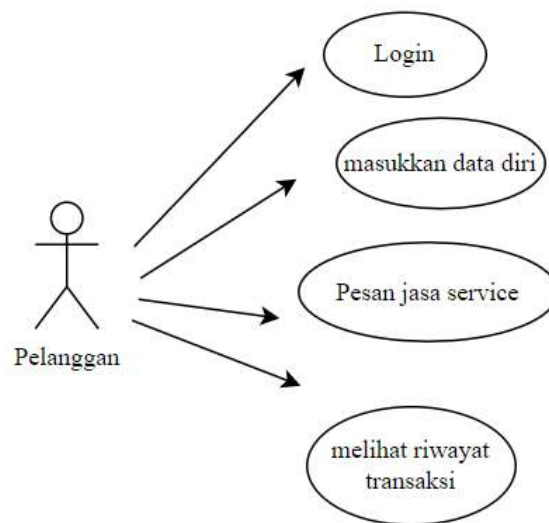 Login
masukkan data diri
Pesan jasa service
Pelanggan
melihat riwayat
transaksi